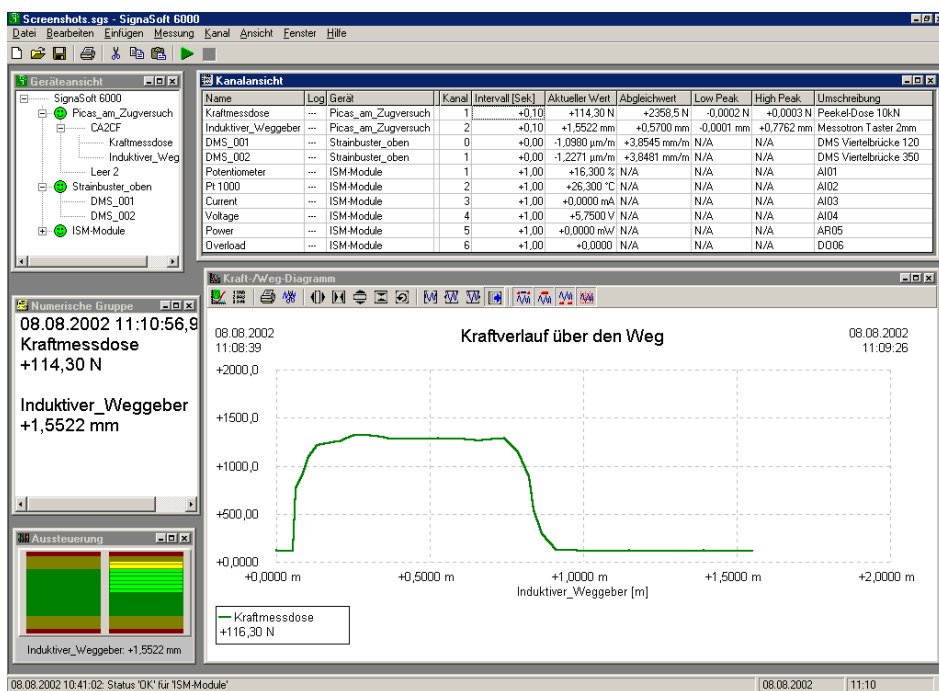 Screenshots.sgs - SignaSoft 6000
Datei Bearbeiten Einfügen Messung Kanal Ansicht Fenster Hilfe
Geräteansicht
SignaSoft 6000
Picas_am_Zugversuch
CA2CF
Kraftmessdose
Induktiver_Weg
Leer 2
Strainbuster_oben
DMS_001
DMS_002
ISM-Module
Kanalansicht
Name Log Gerät Kanal Intervall [Sek] Aktueller Wert Abgleichwert Low Peak High Peak Umschreibung
Kraftmessdose --- Picas_am_Zugversuch 1 +0,10 +114,30 N +2358,5 N -0,0002 N +0,0003 N Peekel-Dose 10kN
Induktiver_Weggeber --- Picas_am_Zugversuch 2 +0,10 +1,5522 mm +0,5700 mm -0,0001 mm +0,7762 mm Messotron Taster 2mm
DMS_001 --- Strainbuster_oben 0 +0,00 -1,0980 µm/m +3,8545 mm/m N/A N/A DMS Viertelbrücke 120
DMS_002 --- Strainbuster_oben 1 +0,00 -1,2271 µm/m +3,8481 mm/m N/A N/A DMS Viertelbrücke 350
Potentiometer --- ISM-Module 1 +1,00 +16,300 % N/A N/A N/A AI01
Pt 1000 --- ISM-Module 2 +1,00 +26,300 °C N/A N/A N/A AI02
Current --- ISM-Module 3 +1,00 +0,0000 mA N/A N/A N/A AI03
Voltage --- ISM-Module 4 +1,00 +5,7500 V N/A N/A N/A AI04
Power --- ISM-Module 5 +1,00 +0,0000 mW N/A N/A N/A AR05
Overload --- ISM-Module 6 +1,00 +0,0000 N/A N/A N/A DO06
Numerische Gruppe
08.08.2002 11:10:56,9
Kraftmessdose
+114,30 N
Induktiver_Weggeber
+1,5522 mm
Aussteuerung
Induktiver_Weggeber: +1,5522 mm
Kraft-/Weg-Diagramm
08.08.2002 Kraftverlauf über den Weg 08.08.2002
11:08:39 11:09:26
+2000,0
+1500,0
+1000,0
+500,00
+0,0000
+0,0000 m +0,5000 m +1,0000 m +1,5000 m +2,0000 m
Induktiver_Weggeber [m]
Kraftmessdose
+116,30 N
08.08.2002 10:41:02: Status 'OK' für 'ISM-Module' 08.08.2002 11:10